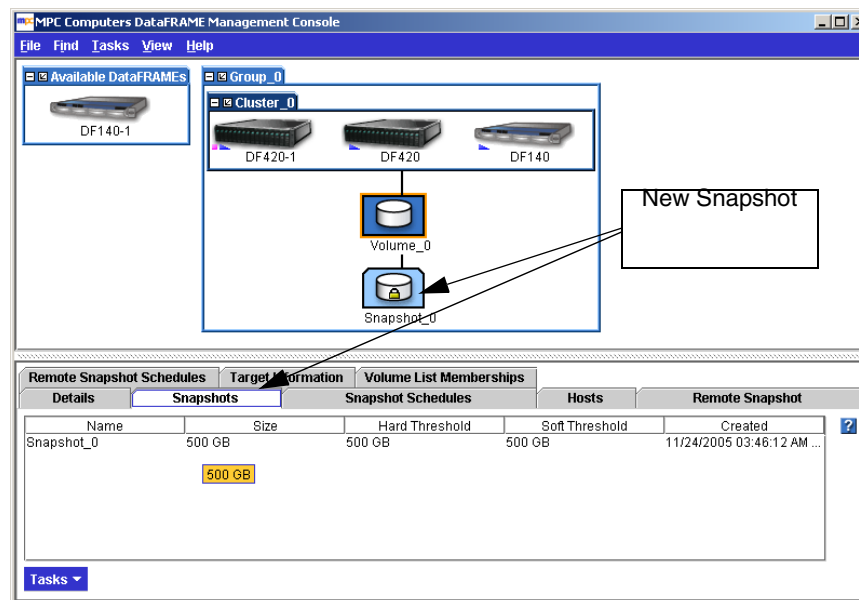 MPC Computers DataFRAME Management Console
File Find Tasks View Help
Available DataFRAMEs
DF140-1
Group_0
Cluster_0
DF420-1
DF420
DF140
Volume_0
Snapshot_0
New Snapshot
Remote Snapshot Schedules Target Information Volume List Memberships
Details Snapshots Snapshot Schedules Hosts Remote Snapshot
Name Size Hard Threshold Soft Threshold Created
Snapshot_0 500 GB 500 GB 500 GB 11/24/2005 03:46:12 AM ...
500 GB
?
Tasks